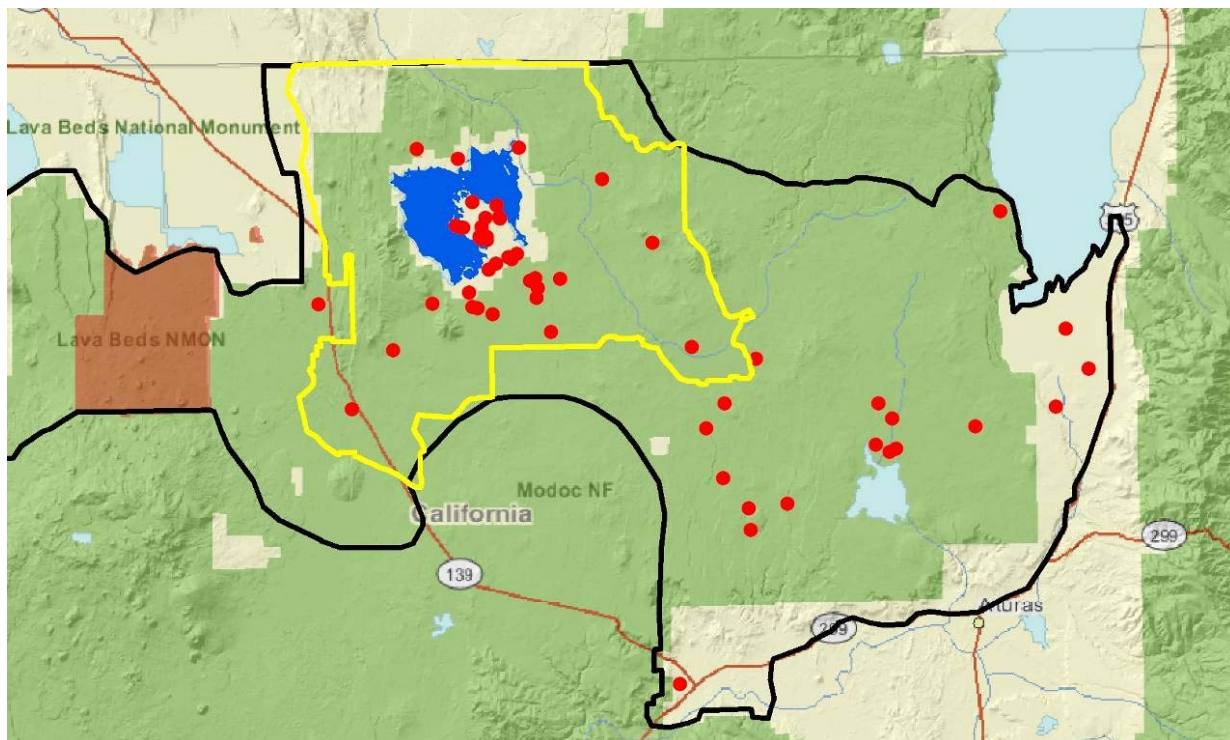 Lava Beds National Monument
395
Lava Beds NMON
Modoc NF
California
299
139
Alturas
299